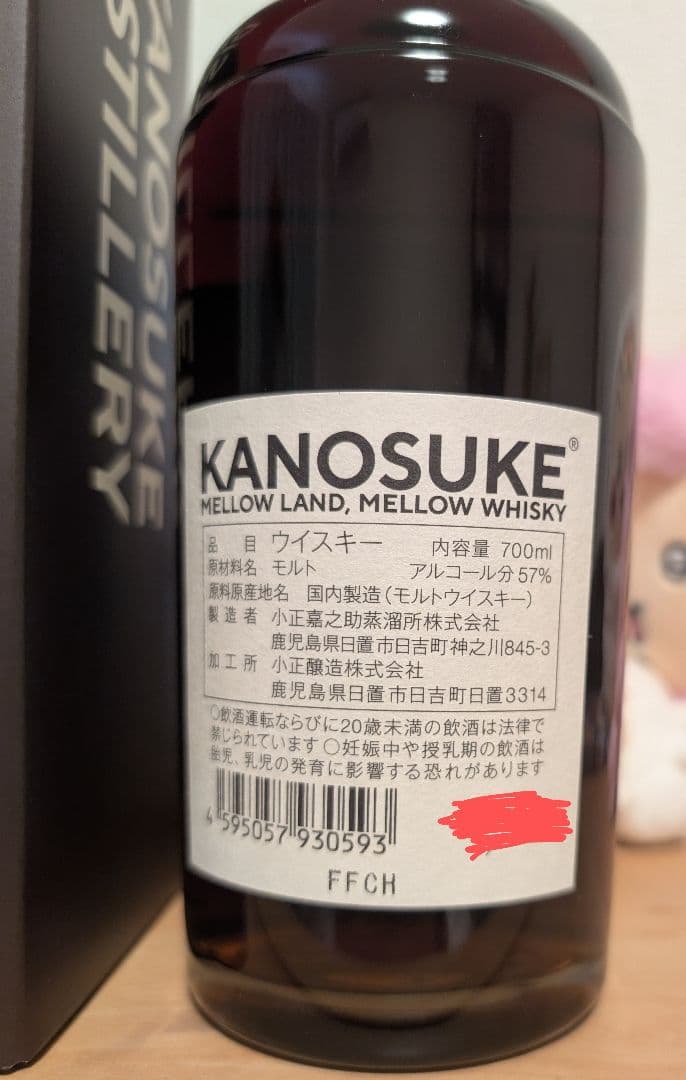 KANOSUKE
DISTILLERY
KANOSUKE®
MELLOW LAND, MELLOW WHISKY
品目 ウイスキー 内容量 700ml
原材料名 モルト アルコール分57%
原料原産地名 国内製造(モルトウイスキー)
製造者 小正嘉之助蒸溜所株式会社
鹿児島県日置市日吉町神之川845-3
加工所 小正醸造株式会社
鹿児島県日置市日吉町日置3314
○飲酒運転ならびに20歳未満の飲酒は法律で
禁じられています ○妊娠中や授乳期の飲酒は
胎児、乳児の発育に影響する恐れがあります
4 595057 930593
FFCH